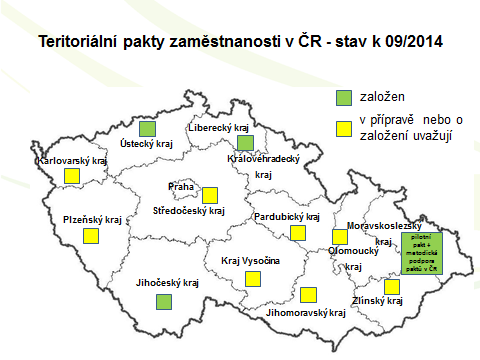 Teritoriální pakty zaměstnanosti v ČR - stav k 09/2014
založen
v přípravě nebo o
založení uvažují
Liberecký kraj
Ústecký kraj
Karlovarský kraj
Královéhradecký
kraj
Praha
Středočeský kraj
Plzeňský kraj
Pardubický kraj
Moravskoslezský
kraj
pilotní
pakt +
metodická
podpora
paktů v ČR
Olomoucký
kraj
Kraj Vysočina
Jihočeský kraj
Zlínský kraj
Jihomoravský kraj